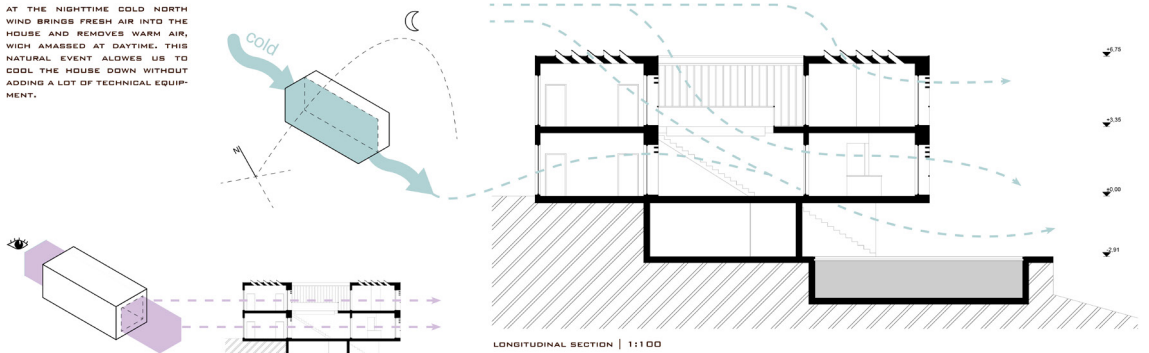 AT THE NIGHTTIME COLD NORTH
WIND BRINGS FRESH AIR INTO THE
HOUSE AND REMOVES WARM AIR,
WICH AMASSED AT DAYTIME. THIS
NATURAL EVENT ALOWES US TO
COOL THE HOUSE DOWN WITHOUT
ADDING A LOT OF TECHNICAL EQUIP-
MENT.
cold
N
+6.75
+3.35
±0.00
-2.91
LONGITUDINAL SECTION | 1:100